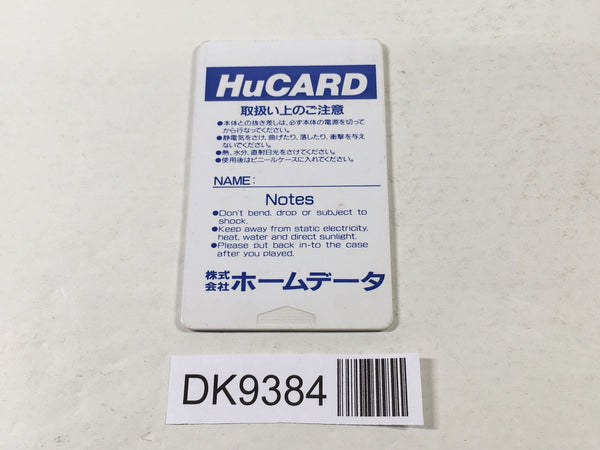 HuCARD
取扱い上のご注意
●本体との抜き差しは、必ず本体の電源を切って
から行なってください。
●静電気をさけ、曲げたり、落したり、衝撃を与え
ないでください。
●熱、水分、直射日光をさけてください。
●使用後はビニールケースに入れてください。
NAME:
Notes
●Don't bend, drop or subject to
shock.
●Keep away from static electricity,
heat, water and direct sunlight.
●Please put back in-to the case
after you played.
株式会社ホームデータ
DK9384